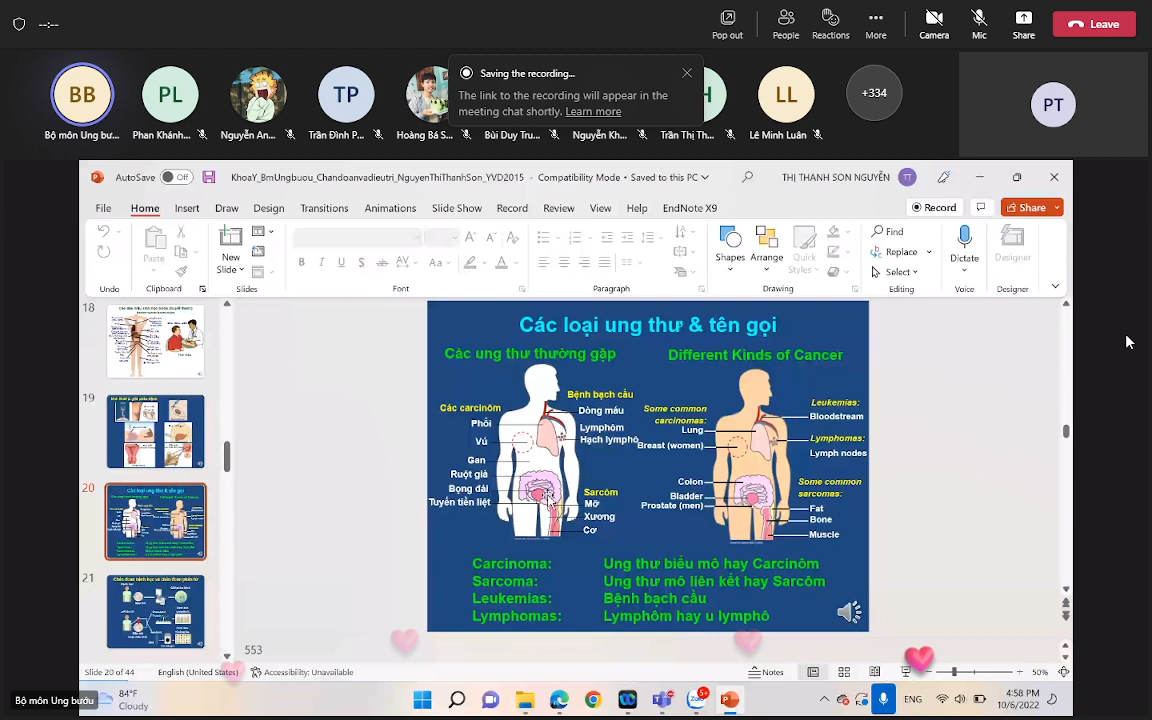 --:--
Pop out
People
Reactions
More
Camera
Mic
Share
Leave
BB
PL
TP
H
LL
+334
PT
Saving the recording...
The link to the recording will appear in the
meeting chat shortly. Learn more
Bộ môn Ung bư...
Phan Khánh...
Nguyễn An...
Trần Đình P...
Hoàng Bá S...
Bùi Duy Tru...
Nguyễn Kh...
Trần Thị Th...
Lê Minh Luân
AutoSave Off
KhoaY_BmUngbuou_Chandoanvadieutri_NguyenThiThanhSon_YVD2015 - Compatibility Mode • Saved to this PC
THỊ THANH SON NGUYỄN
TT
File Home Insert Draw Design Transitions Animations Slide Show Record Review View Help EndNote X9
Record
Share
Paste
New
Slide
B I U S ab AV Aa A
Shapes
Arrange
Quick
Styles
Find
Replace
Select
Dictate
Designer
Undo
Clipboard
Slides
Font
Paragraph
Drawing
Editing
Voice
Designer
18
19
20
21
Các loại ung thư & tên gọi
Các ung thư thường gặp
Different Kinds of Cancer
Các carcinôm
Phổi
Vú
Gan
Ruột già
Bọng đái
Tuyến tiền liệt
Bệnh bạch cầu
Dòng máu
Lymphôm
Hạch lymphô
Sarcôm
Mỡ
Xương
Cơ
Some common
carcinomas:
Lung
Breast (women)
Colon
Bladder
Prostate (men)
Leukemias:
Bloodstream
Lymphomas:
Lymph nodes
Some common
sarcomas:
Fat
Bone
Muscle
Carcinoma: Ung thư biểu mô hay Carcinôm
Sarcoma: Ung thư mô liên kết hay Sarcôm
Leukemias: Bệnh bạch cầu
Lymphomas: Lymphôm hay u lymphô
553
Slide 20 of 44
English (United States)
Accessibility: Unavailable
Notes
50%
Bộ môn Ung bướu
84°F
Cloudy
5+
Zalo
ENG
4:58 PM
10/6/2022